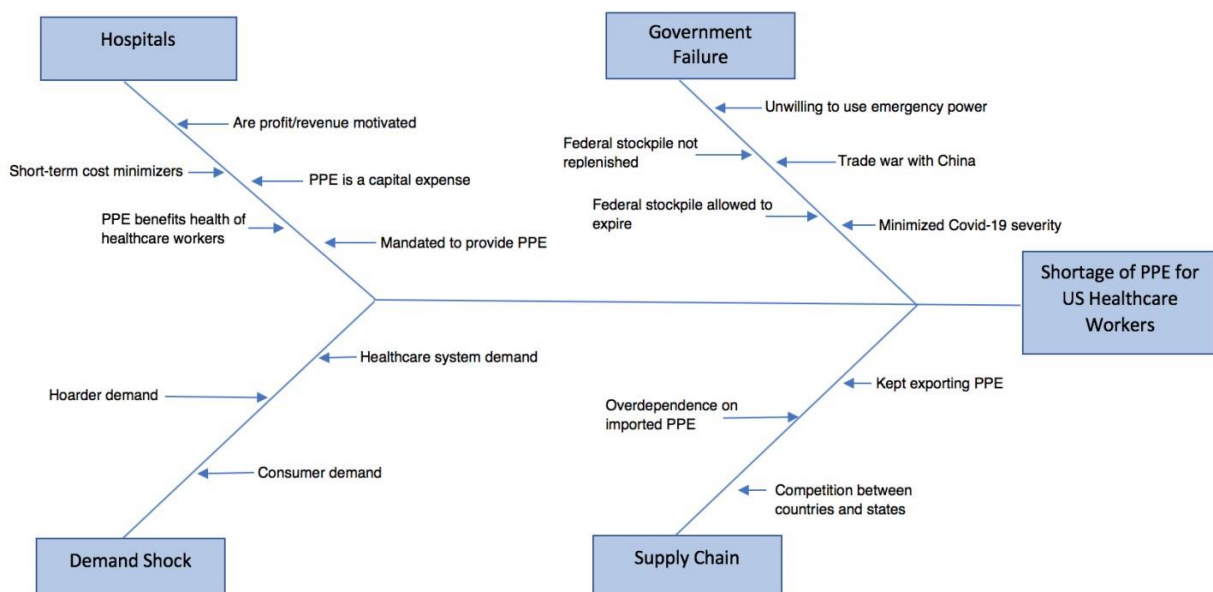 Hospitals
Are profit/revenue motivated
Short-term cost minimizers
PPE is a capital expense
PPE benefits health of
healthcare workers
Mandated to provide PPE
Government
Failure
Unwilling to use emergency power
Federal stockpile not
replenished
Trade war with China
Federal stockpile allowed to
expire
Minimized Covid-19 severity
Shortage of PPE for
US Healthcare
Workers
Healthcare system demand
Hoarder demand
Consumer demand
Demand Shock
Kept exporting PPE
Overdependence on
imported PPE
Competition between
countries and states
Supply Chain